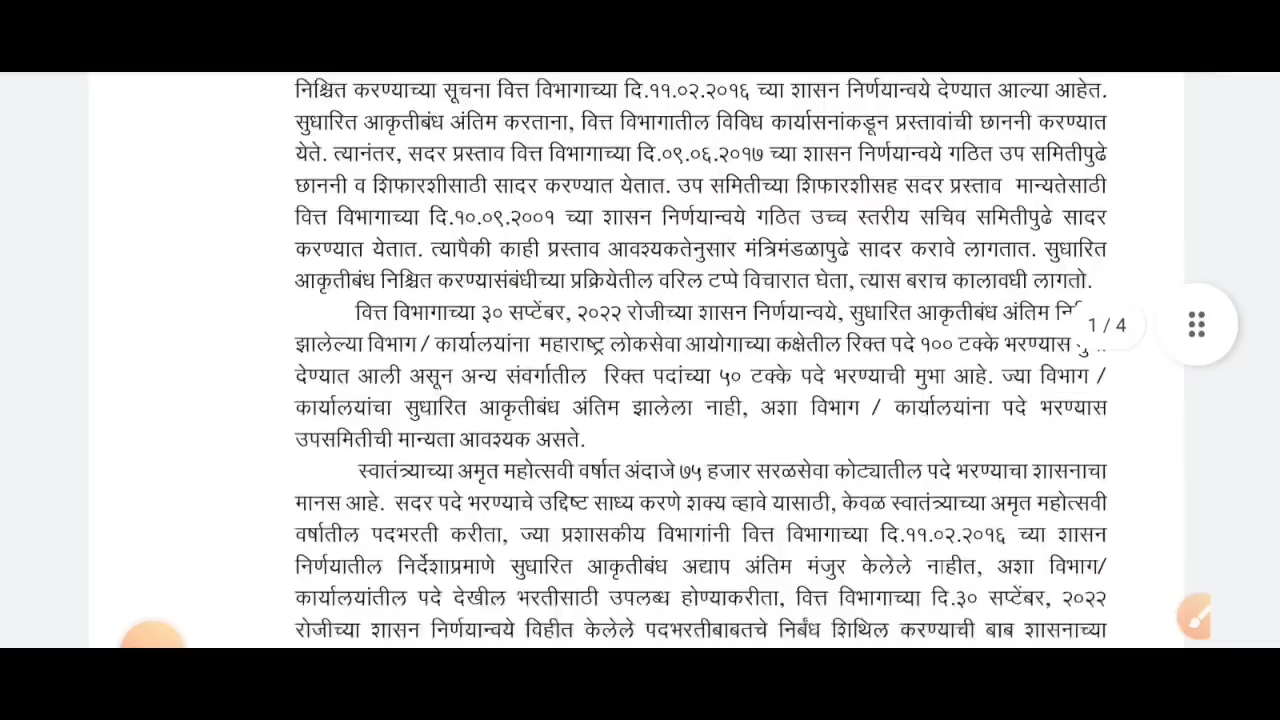 निश्चित करण्याच्या सूचना वित्त विभागाच्या दि.११.०२.२०१६ च्या शासन निर्णयान्वये देण्यात आल्या आहेत.
सुधारित आकृतीबंध अंतिम करताना, वित्त विभागातील विविध कार्यासनांकडून प्रस्तावांची छाननी करण्यात
येते. त्यानंतर, सदर प्रस्ताव वित्त विभागाच्या दि.०९.०६.२०१७ च्या शासन निर्णयान्वये गठित उप समितीपुढे
छाननी व शिफारशीसाठी सादर करण्यात येतात. उप समितीच्या शिफारशीसह सदर प्रस्ताव मान्यतेसाठी
वित्त विभागाच्या दि.१०.०९.२००१ च्या शासन निर्णयान्वये गठित उच्च स्तरीय सचिव समितीपुढे सादर
करण्यात येतात. त्यापैकी काही प्रस्ताव आवश्यकतेनुसार मंत्रिमंडळापुढे सादर करावे लागतात. सुधारित
आकृतीबंध निश्चित करण्यासंबंधीच्या प्रक्रियेतील वरिल टप्पे विचारात घेता, त्यास बराच कालावधी लागतो.
वित्त विभागाच्या ३० सप्टेंबर, २०२२ रोजीच्या शासन निर्णयान्वये, सुधारित आकृतीबंध अंतिम
1 / 4
झालेल्या विभाग / कार्यालयांना महाराष्ट्र लोकसेवा आयोगाच्या कक्षेतील रिक्त पदे १०० टक्के भरण्यास
देण्यात आली असून अन्य संवर्गातील रिक्त पदांच्या ५० टक्के पदे भरण्याची मुभा आहे. ज्या विभाग /
कार्यालयांचा सुधारित आकृतीबंध अंतिम झालेला नाही, अशा विभाग / कार्यालयांना पदे भरण्यास
उपसमितीची मान्यता आवश्यक असते.
स्वातंत्र्याच्या अमृत महोत्सवी वर्षात अंदाजे ७५ हजार सरळसेवा कोट्यातील पदे भरण्याचा शासनाचा
मानस आहे. सदर पदे भरण्याचे उद्दिष्ट साध्य करणे शक्य व्हावे यासाठी, केवळ स्वातंत्र्याच्या अमृत महोत्सवी
वर्षातील पदभरती करीता, ज्या प्रशासकीय विभागांनी वित्त विभागाच्या दि.११.०२.२०१६ च्या शासन
निर्णयातील निर्देशाप्रमाणे सुधारित आकृतीबंध अद्याप अंतिम मंजुर केलेले नाहीत, अशा विभाग/
कार्यालयांतील पदे देखील भरतीसाठी उपलब्ध होण्याकरीता, वित्त विभागाच्या दि.३० सप्टेंबर, २०२२
रोजीच्या शासन निर्णयान्वये विहीत केलेले पदभरतीबाबतचे निर्बंध शिथिल करण्याची बाब शासनाच्या